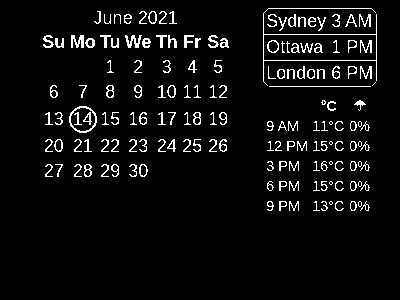 June 2021
Su Mo Tu We Th Fr Sa
1 2 3 4 5
6 7 8 9 10 11 12
13 14 15 16 17 18 19
20 21 22 23 24 25 26
27 28 29 30
Sydney 3 AM
Ottawa 1 PM
London 6 PM
°C ☂
9 AM 11°C 0%
12 PM 15°C 0%
3 PM 16°C 0%
6 PM 15°C 0%
9 PM 13°C 0%